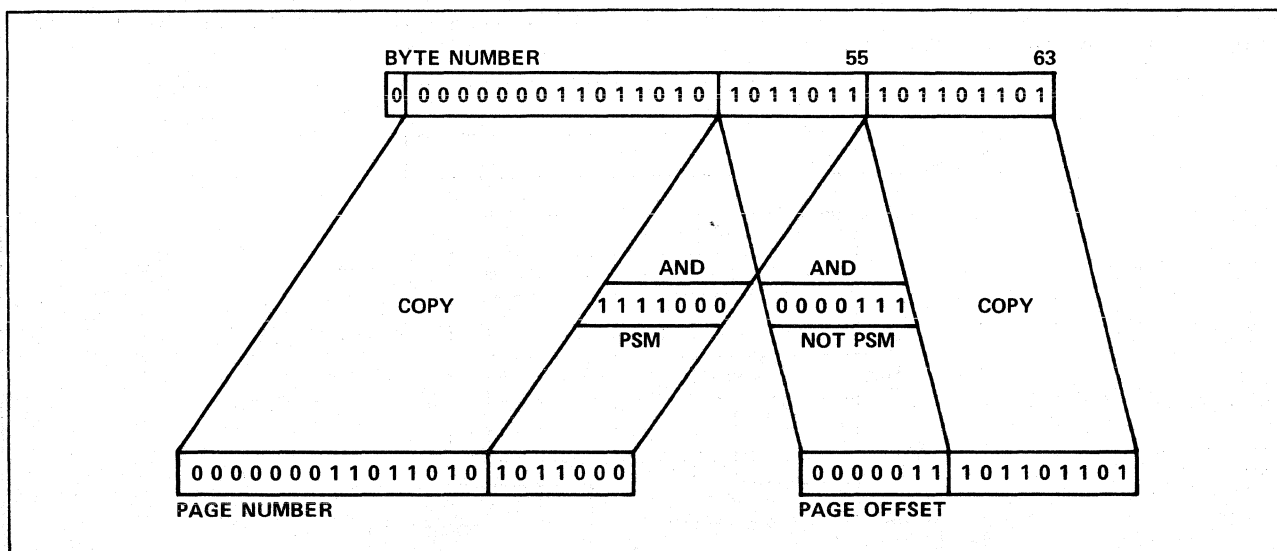 BYTE NUMBER 55 63
0 000000011011010 1011011 101101101
AND AND
COPY 1111000 0000111 COPY
PSM NOT PSM
000000011011010 1011000 0000011 101101101
PAGE NUMBER PAGE OFFSET